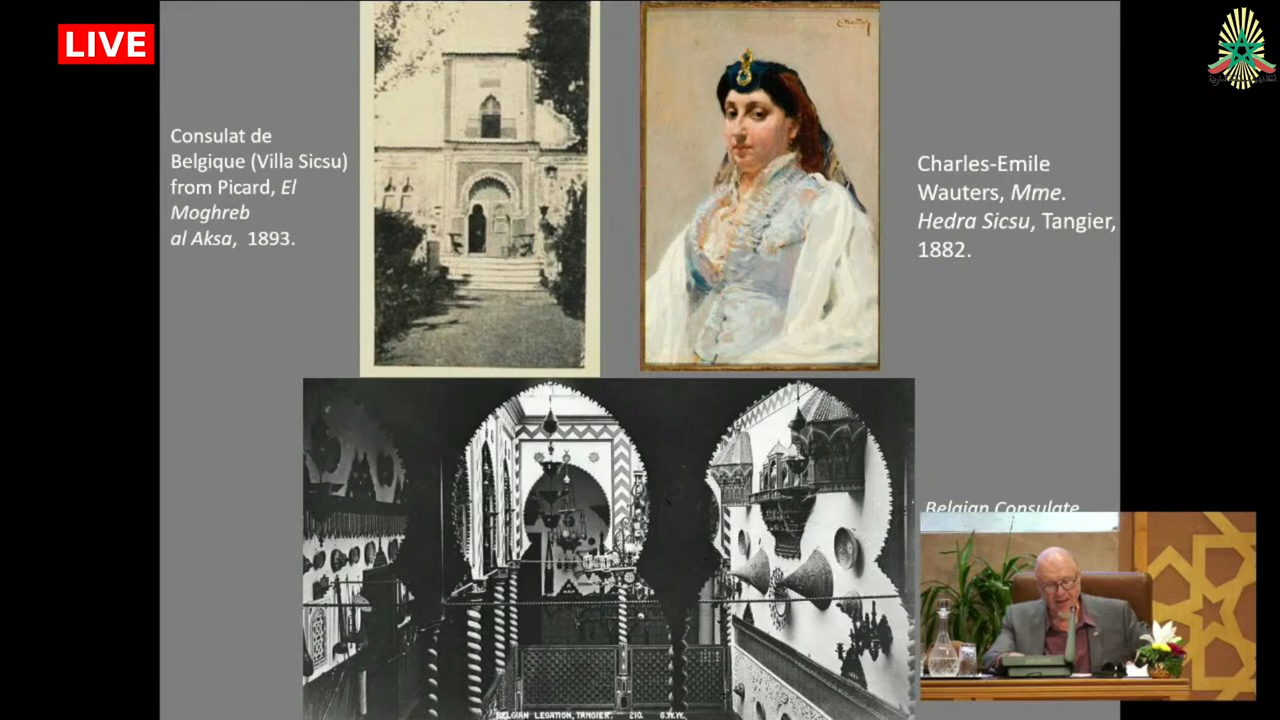 LIVE
Consulat de
Belgique (Villa Sicsu)
from Picard, El
Moghreb
al Aksa, 1893.
Charles-Emile
Wauters, Mme.
Hedra Sicsu, Tangier,
1882.
Belgian Consulate
BELGIAN LEGATION, TANGIER. 210. G.W.W.